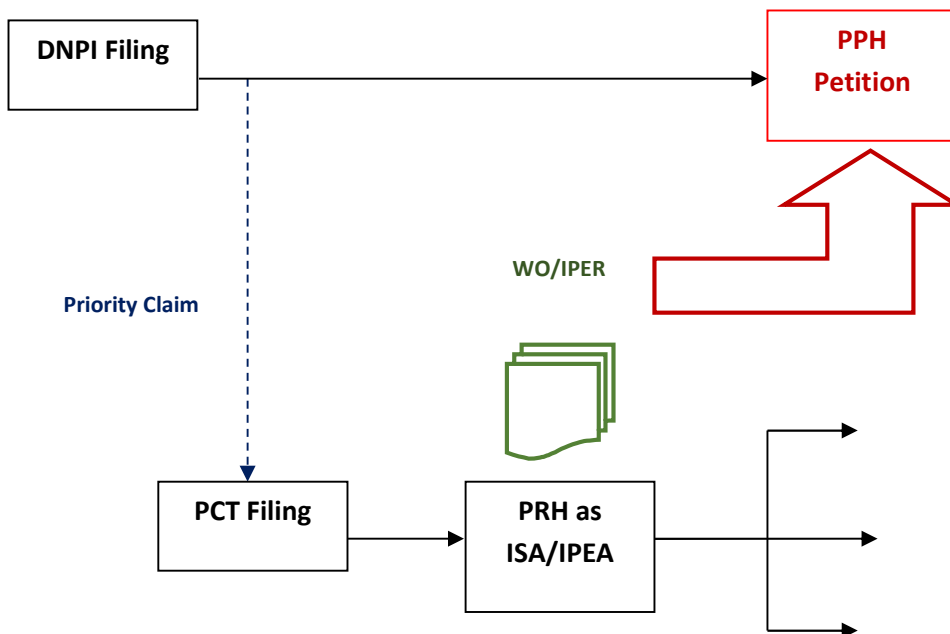 DNPI Filing
PPH
Petition
WO/IPER
Priority Claim
PCT Filing
PRH as
ISA/IPEA